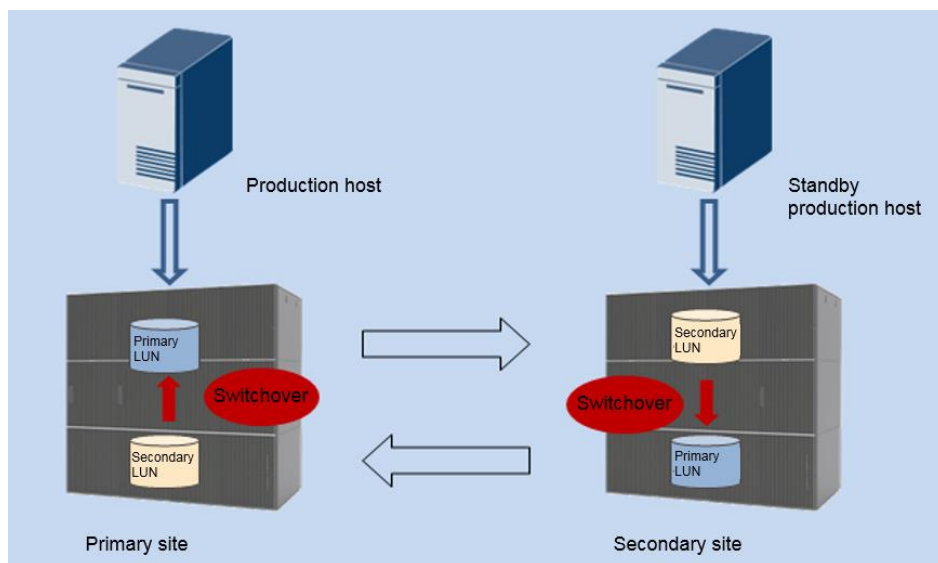 Production host
Standby
production host
Primary
LUN
Secondary
LUN
Switchover
Switchover
Secondary
LUN
Primary
LUN
Primary site
Secondary site